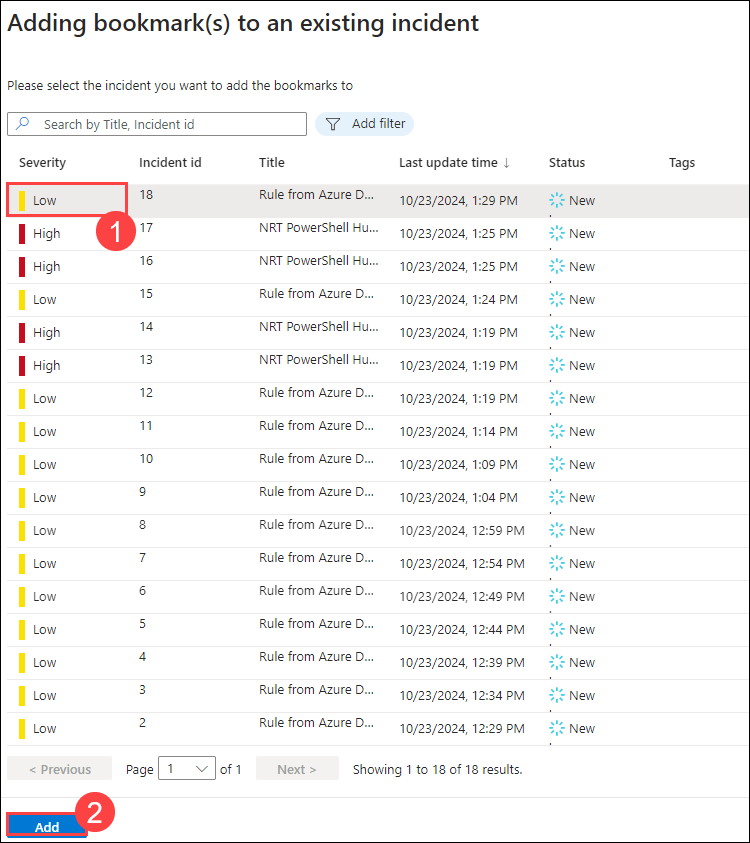 Adding bookmark(s) to an existing incident
Please select the incident you want to add the bookmarks to
Search by Title, Incident id Add filter
Severity Incident id Title Last update time ↓ Status Tags
Low 18 Rule from Azure D... 10/23/2024, 1:29 PM New
1
High 17 NRT PowerShell Hu... 10/23/2024, 1:25 PM New
High 16 NRT PowerShell Hu... 10/23/2024, 1:25 PM New
Low 15 Rule from Azure D... 10/23/2024, 1:24 PM New
High 14 NRT PowerShell Hu... 10/23/2024, 1:19 PM New
High 13 NRT PowerShell Hu... 10/23/2024, 1:19 PM New
Low 12 Rule from Azure D... 10/23/2024, 1:19 PM New
Low 11 Rule from Azure D... 10/23/2024, 1:14 PM New
Low 10 Rule from Azure D... 10/23/2024, 1:09 PM New
Low 9 Rule from Azure D... 10/23/2024, 1:04 PM New
Low 8 Rule from Azure D... 10/23/2024, 12:59 PM New
Low 7 Rule from Azure D... 10/23/2024, 12:54 PM New
Low 6 Rule from Azure D... 10/23/2024, 12:49 PM New
Low 5 Rule from Azure D... 10/23/2024, 12:44 PM New
Low 4 Rule from Azure D... 10/23/2024, 12:39 PM New
Low 3 Rule from Azure D... 10/23/2024, 12:34 PM New
Low 2 Rule from Azure D... 10/23/2024, 12:29 PM New
< Previous Page 1 of 1 Next > Showing 1 to 18 of 18 results.
2
Add